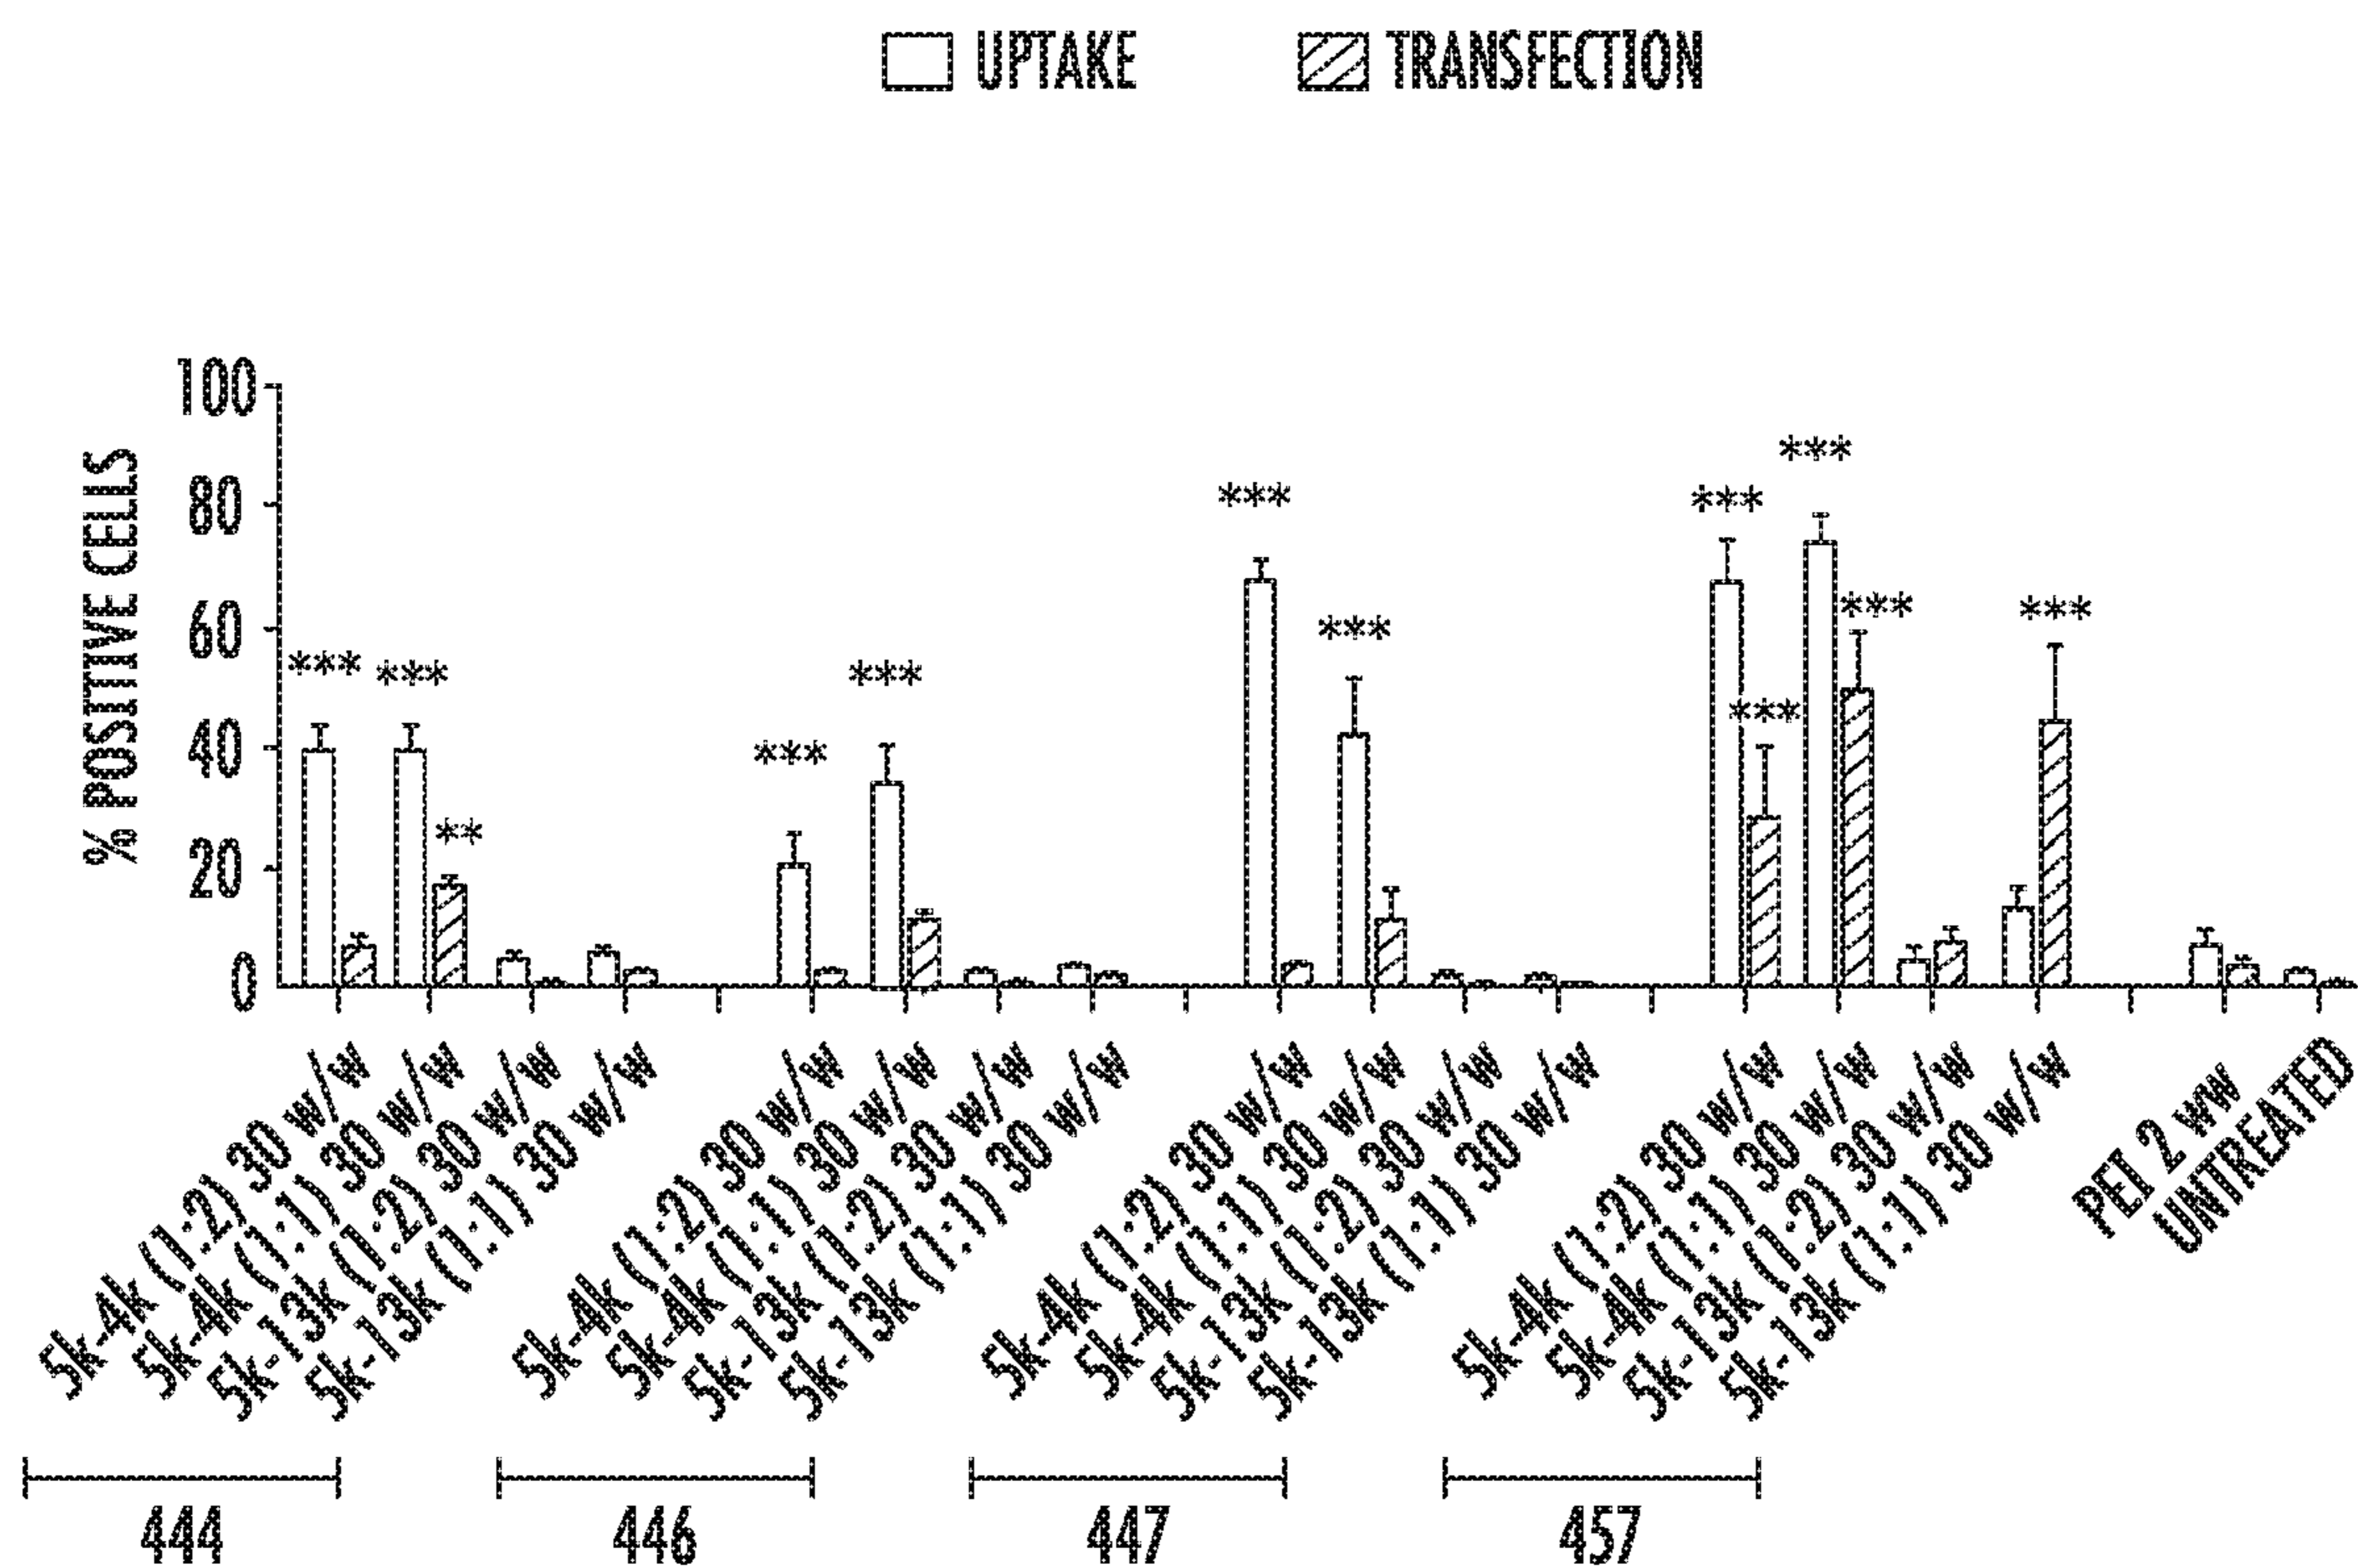 UPTAKE TRANSFECTION
% POSITIVE CELLS
100
80
60
40
20
0
*** *** ** *** *** *** *** *** *** *** *** ***
5k-4k (1:2) 30 w/w
5k-4k (1:1) 30 w/w
5k-13k (1:2) 30 w/w
5k-13k (1:1) 30 w/w
5k-4k (1:2) 30 w/w
5k-4k (1:1) 30 w/w
5k-13k (1:2) 30 w/w
5k-13k (1:1) 30 w/w
5k-4k (1:2) 30 w/w
5k-4k (1:1) 30 w/w
5k-13k (1:2) 30 w/w
5k-13k (1:1) 30 w/w
5k-4k (1:2) 30 w/w
5k-4k (1:1) 30 w/w
5k-13k (1:2) 30 w/w
5k-13k (1:1) 30 w/w
PEI 2 ww
UNTREATED
444 446 447 457